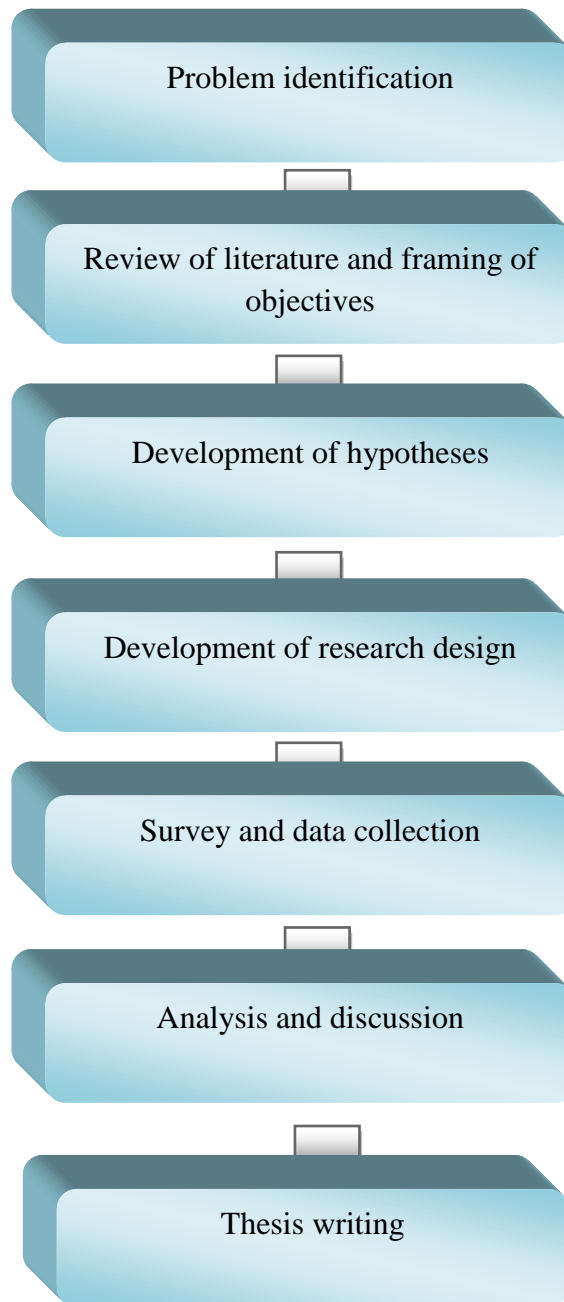 Problem identification
Review of literature and framing of
objectives
Development of hypotheses
Development of research design
Survey and data collection
Analysis and discussion
Thesis writing